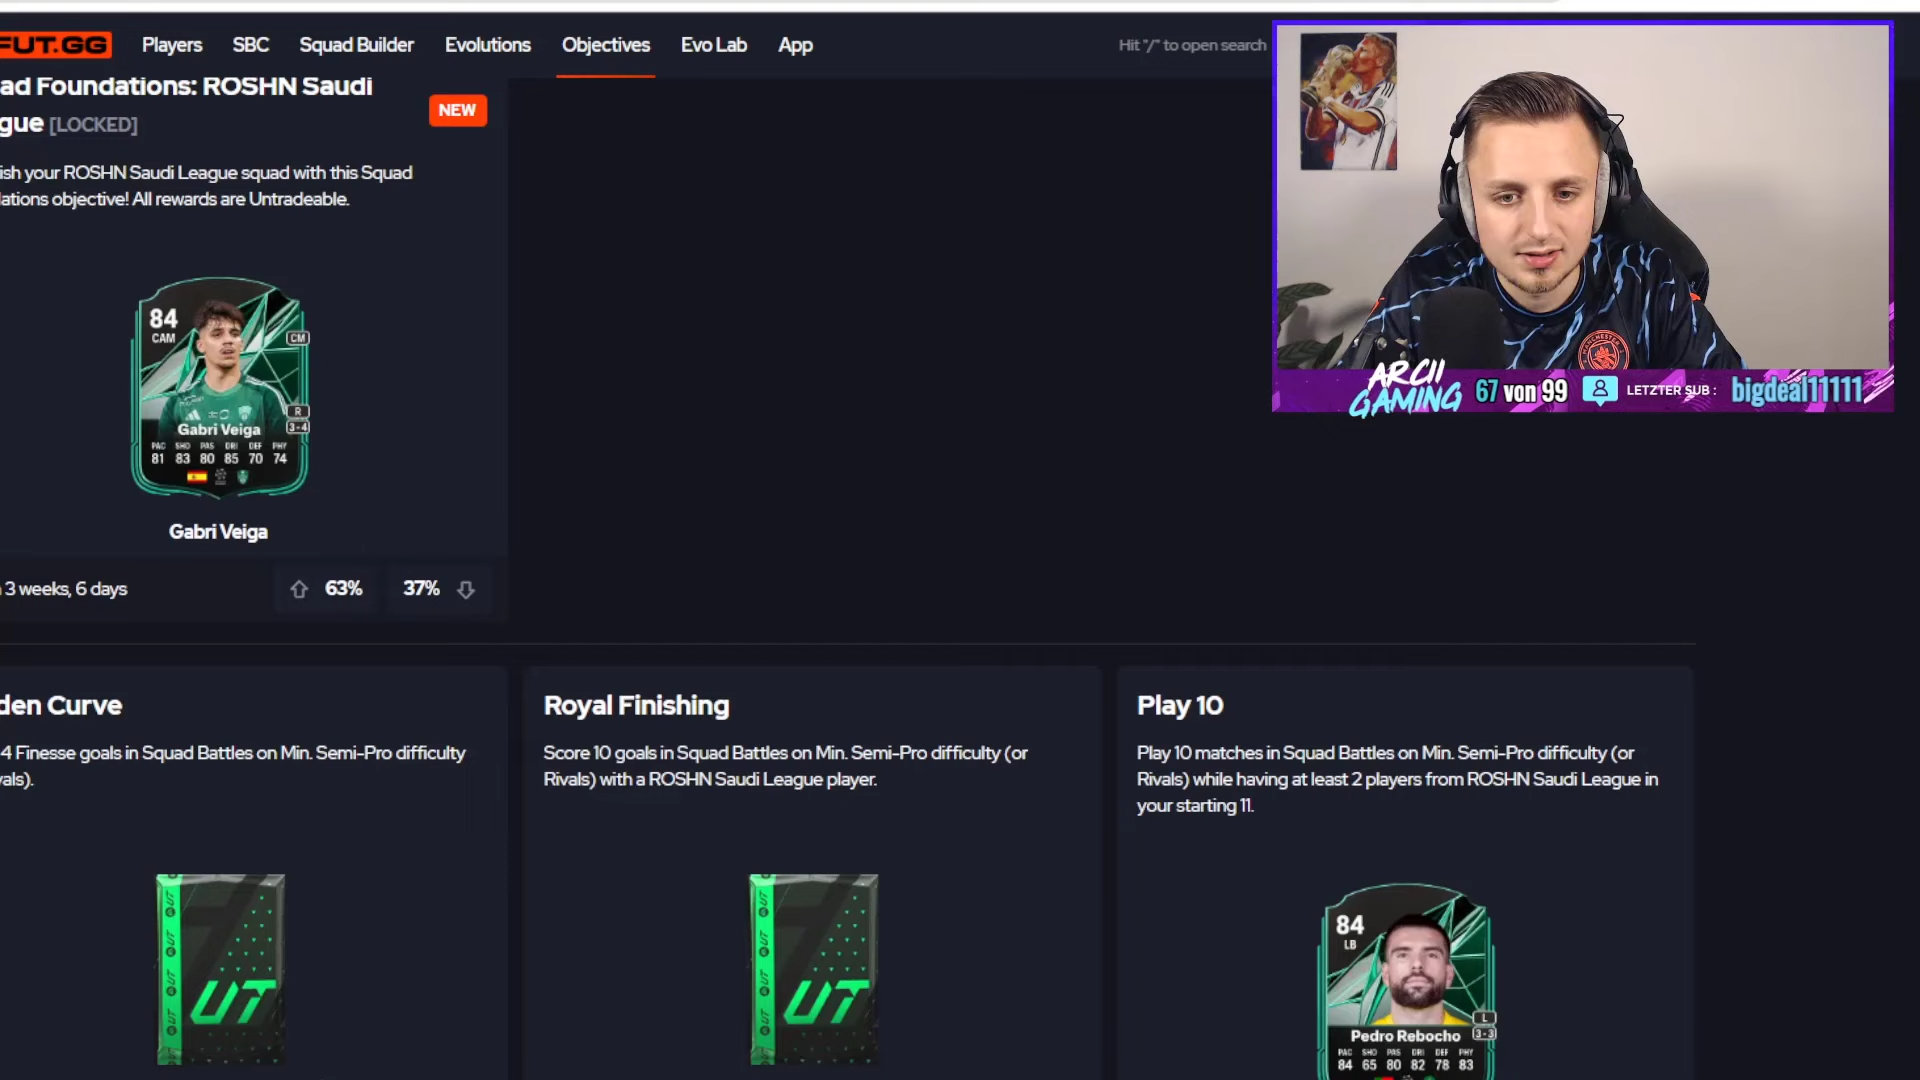 FUT.GG Players SBC Squad Builder Evolutions Objectives Evo Lab App Hit "/" to open search
ad Foundations: ROSHN Saudi
gue [LOCKED]
NEW
ish your ROSHN Saudi League squad with this Squad
lations objective! All rewards are Untradeable.
84
CAM
CM
R
3-4
Gabri Veiga
PAC SHO PAS DRI DEF PHY
81 83 80 85 70 74
Gabri Veiga
3 weeks, 6 days 63% 37%
ARCII
GAMING
67 von 99
LETZTER SUB :
bigdeal11111
den Curve
4 Finesse goals in Squad Battles on Min. Semi-Pro difficulty
vals).
UT
Royal Finishing
Score 10 goals in Squad Battles on Min. Semi-Pro difficulty (or
Rivals) with a ROSHN Saudi League player.
UT
Play 10
Play 10 matches in Squad Battles on Min. Semi-Pro difficulty (or
Rivals) while having at least 2 players from ROSHN Saudi League in
your starting 11.
84
LB
L
3-3
Pedro Rebocho
PAC SHO PAS DRI DEF PHY
84 65 80 82 78 83